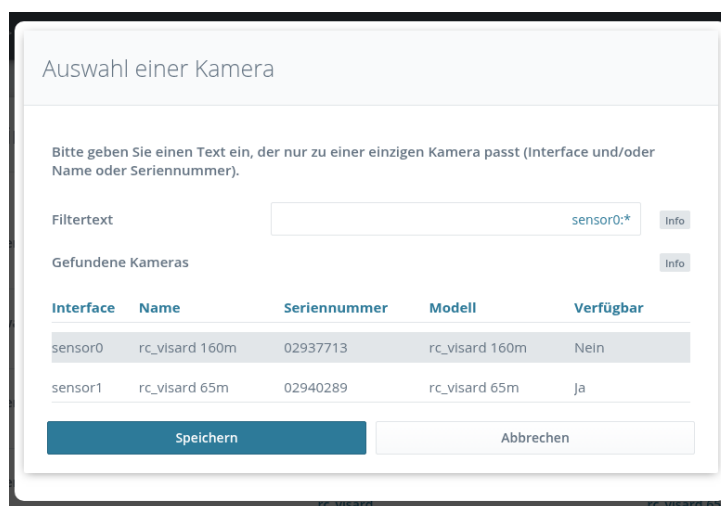 Auswahl einer Kamera
Bitte geben Sie einen Text ein, der nur zu einer einzigen Kamera passt (Interface und/oder
Name oder Seriennummer).
Filtertext sensor0:* Info
Gefundene Kameras Info
Interface Name Seriennummer Modell Verfügbar
sensor0 rc_visard 160m 02937713 rc_visard 160m Nein
sensor1 rc_visard 65m 02940289 rc_visard 65m Ja
Speichern Abbrechen